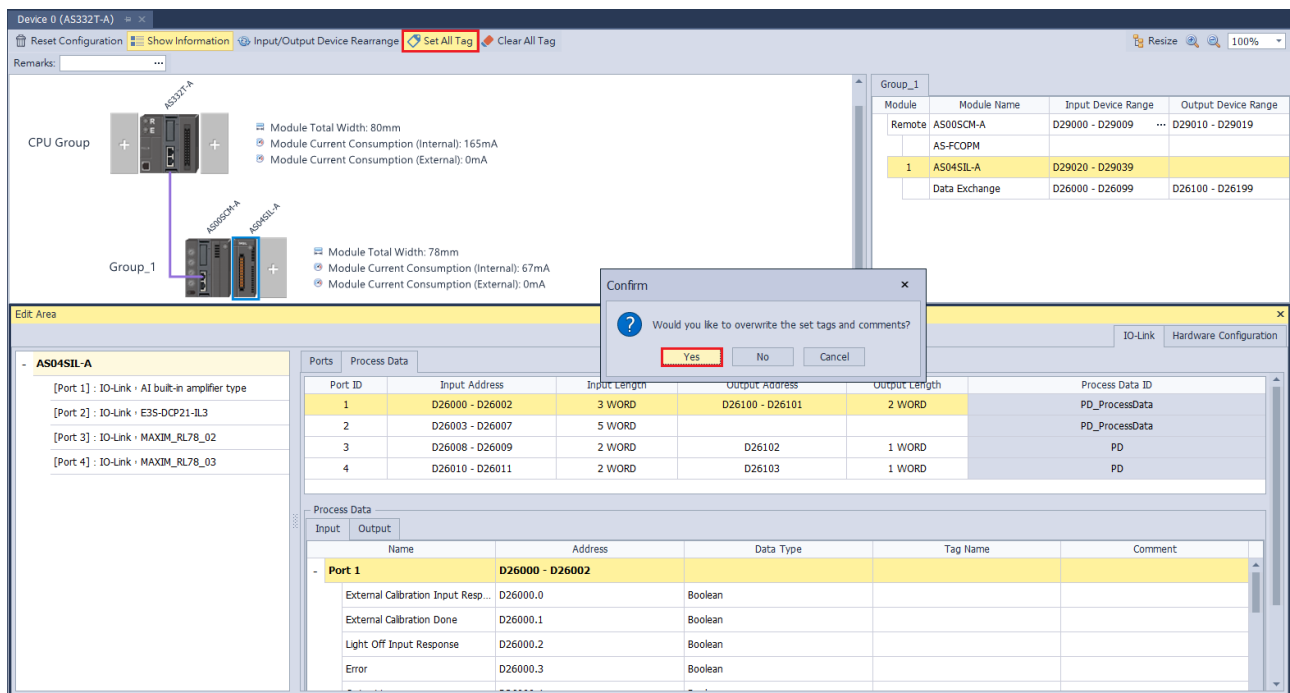 Device 0 (AS332T-A)
Reset Configuration Show Information Input/Output Device Rearrange Set All Tag Clear All Tag Resize 100%
Remarks: ...
AS332T-A
CPU Group
Module Total Width: 80mm
Module Current Consumption (Internal): 165mA
Module Current Consumption (External): 0mA
AS00SCM-A AS04SIL-A
Group_1
Module Total Width: 78mm
Module Current Consumption (Internal): 67mA
Module Current Consumption (External): 0mA
Group_1
Module Module Name Input Device Range Output Device Range
Remote AS00SCM-A D29000 - D29009 ... D29010 - D29019
AS-FCOPM
1 AS04SIL-A D29020 - D29039
Data Exchange D26000 - D26099 D26100 - D26199
Confirm
Would you like to overwrite the set tags and comments?
Yes No Cancel
Edit Area
IO-Link Hardware Configuration
AS04SIL-A
[Port 1] : IO-Link , AI built-in amplifier type
[Port 2] : IO-Link , E3S-DCP21-IL3
[Port 3] : IO-Link , MAXIM_RL78_02
[Port 4] : IO-Link , MAXIM_RL78_03
Ports Process Data
Port ID Input Address Input Length Output Address Output Length Process Data ID
1 D26000 - D26002 3 WORD D26100 - D26101 2 WORD PD_ProcessData
2 D26003 - D26007 5 WORD PD_ProcessData
3 D26008 - D26009 2 WORD D26102 1 WORD PD
4 D26010 - D26011 2 WORD D26103 1 WORD PD
Process Data
Input Output
Name Address Data Type Tag Name Comment
Port 1 D26000 - D26002
External Calibration Input Resp... D26000.0 Boolean
External Calibration Done D26000.1 Boolean
Light Off Input Response D26000.2 Boolean
Error D26000.3 Boolean